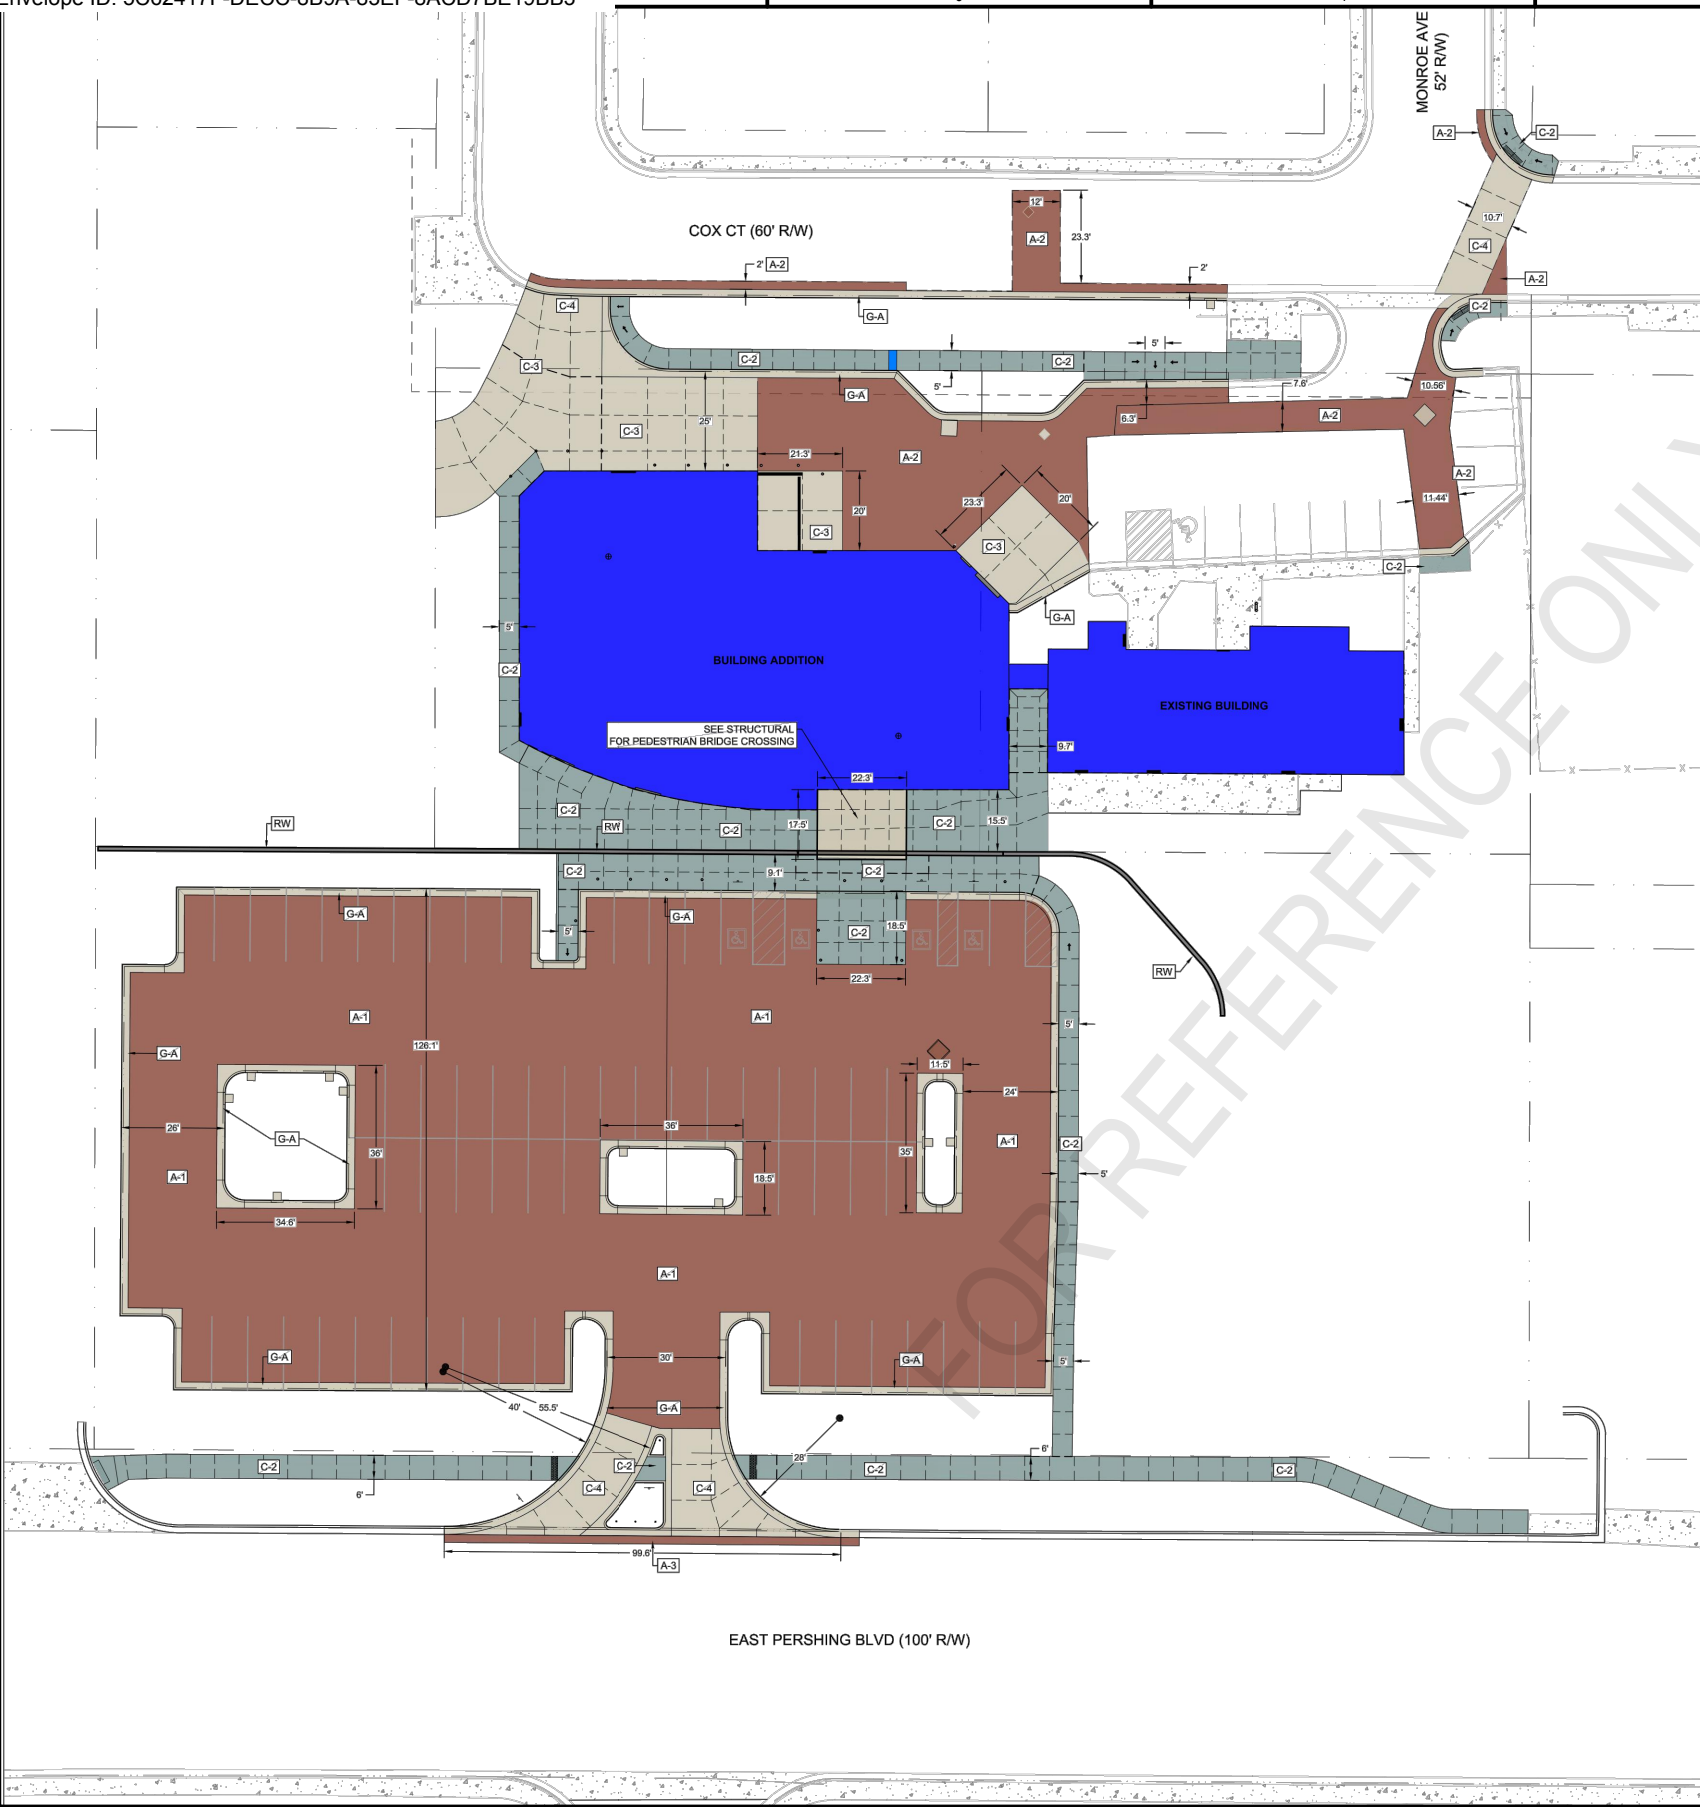 MONROE AVE
52' R/W)
A-2
C-2
12'
10.7'
COX CT (60' R/W)
A-2
23.3'
C-4
2'
A-2
2'
A-2
C-4
C-2
G-A
5'
C-2
C-2
C-3
5'
7.6'
10.56'
G-A
A-2
6.3'
25'
C-3
21.3'
A-2
A-2
23.3'
20'
11.44'
20'
C-3
C-3
C-2
G-A
5'
BUILDING ADDITION
C-2
EXISTING BUILDING
SEE STRUCTURAL
FOR PEDESTRIAN BRIDGE CROSSING
9.7'
22.3'
C-2
RW
RW
C-2
17.5'
C-2
15.5'
C-2
9.1'
C-2
G-A
G-A
5'
C-2
18.5'
RW
22.3'
A-1
A-1
5'
126.1'
G-A
11.5'
24'
26'
36'
G-A
A-1
C-2
36'
35'
A-1
18.5'
5'
34.6'
A-1
G-A
30'
G-A
5'
40'
55.5'
G-A
28'
6'
C-2
C-2
C-2
C-2
6'
C-4
C-4
99.6'
A-3
EAST PERSHING BLVD (100' R/W)
FOR REFERENCE ONLY